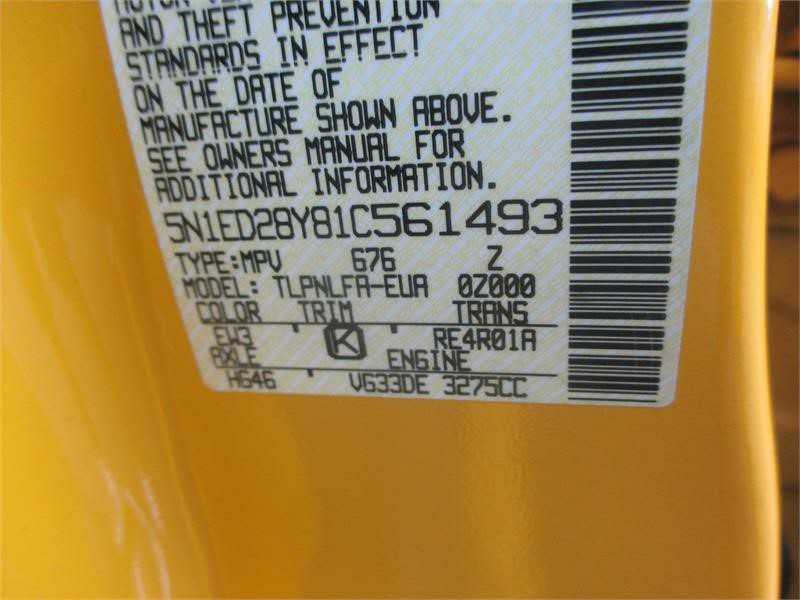 AND THEFT PREVENTION
STANDARDS IN EFFECT
ON THE DATE OF
MANUFACTURE SHOWN ABOVE.
SEE OWNERS MANUAL FOR
ADDITIONAL INFORMATION.
5N1ED28Y81C561493
TYPE:MPV 676 Z
MODEL: TLPNLFA-EUA 0Z000
COLOR TRIM TRANS
EW3 K RE4R01A
AXLE ENGINE
HG46 VG33DE 3275CC